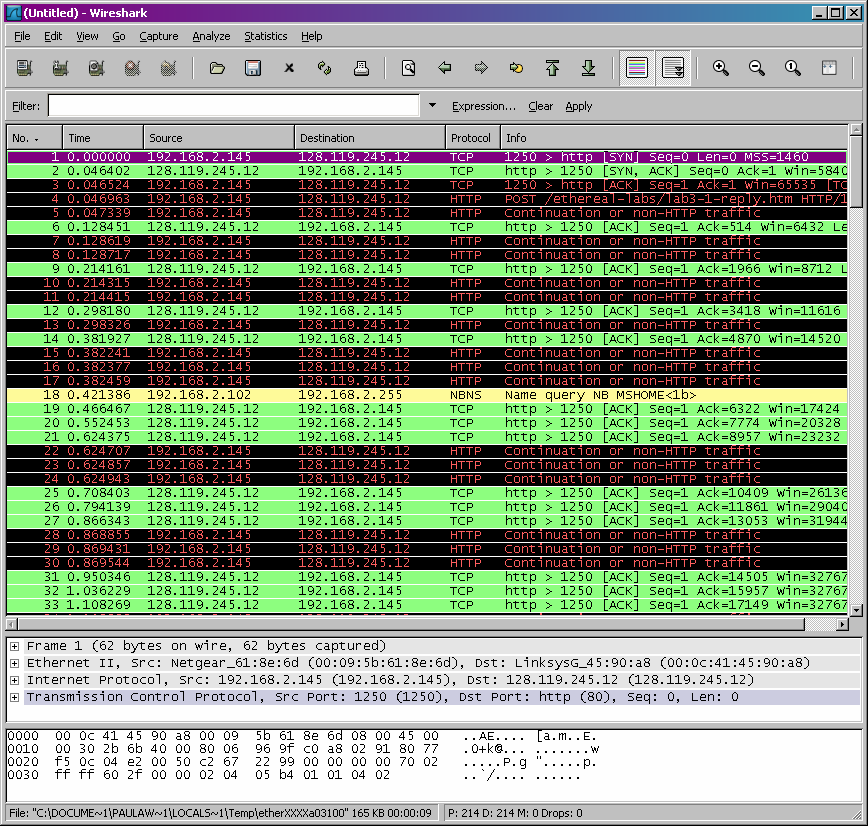 (Untitled) - Wireshark
File Edit View Go Capture Analyze Statistics Help
Filter: Expression... Clear Apply
No. . Time Source Destination Protocol Info
1 0.000000 192.168.2.145 128.119.245.12 TCP 1250 > http [SYN] Seq=0 Len=0 MSS=1460
2 0.046402 128.119.245.12 192.168.2.145 TCP http > 1250 [SYN, ACK] Seq=0 Ack=1 Win=5840
3 0.046524 192.168.2.145 128.119.245.12 TCP 1250 > http [ACK] Seq=1 Ack=1 Win=65535 [TC
4 0.046963 192.168.2.145 128.119.245.12 HTTP POST /ethereal-labs/lab3-1-reply.htm HTTP/1
5 0.047339 192.168.2.145 128.119.245.12 HTTP Continuation or non-HTTP traffic
6 0.128451 128.119.245.12 192.168.2.145 TCP http > 1250 [ACK] Seq=1 Ack=514 Win=6432 Le
7 0.128619 192.168.2.145 128.119.245.12 HTTP Continuation or non-HTTP traffic
8 0.128717 192.168.2.145 128.119.245.12 HTTP Continuation or non-HTTP traffic
9 0.214161 128.119.245.12 192.168.2.145 TCP http > 1250 [ACK] Seq=1 Ack=1966 Win=8712 L
10 0.214315 192.168.2.145 128.119.245.12 HTTP Continuation or non-HTTP traffic
11 0.214415 192.168.2.145 128.119.245.12 HTTP Continuation or non-HTTP traffic
12 0.298180 128.119.245.12 192.168.2.145 TCP http > 1250 [ACK] Seq=1 Ack=3418 Win=11616
13 0.298326 192.168.2.145 128.119.245.12 HTTP Continuation or non-HTTP traffic
14 0.381927 128.119.245.12 192.168.2.145 TCP http > 1250 [ACK] Seq=1 Ack=4870 Win=14520
15 0.382241 192.168.2.145 128.119.245.12 HTTP Continuation or non-HTTP traffic
16 0.382377 192.168.2.145 128.119.245.12 HTTP Continuation or non-HTTP traffic
17 0.382459 192.168.2.145 128.119.245.12 HTTP Continuation or non-HTTP traffic
18 0.421386 192.168.2.102 192.168.2.255 NBNS Name query NB MSHOME<1b>
19 0.466467 128.119.245.12 192.168.2.145 TCP http > 1250 [ACK] Seq=1 Ack=6322 Win=17424
20 0.552453 128.119.245.12 192.168.2.145 TCP http > 1250 [ACK] Seq=1 Ack=7774 Win=20328
21 0.624375 128.119.245.12 192.168.2.145 TCP http > 1250 [ACK] Seq=1 Ack=8957 Win=23232
22 0.624707 192.168.2.145 128.119.245.12 HTTP Continuation or non-HTTP traffic
23 0.624857 192.168.2.145 128.119.245.12 HTTP Continuation or non-HTTP traffic
24 0.624943 192.168.2.145 128.119.245.12 HTTP Continuation or non-HTTP traffic
25 0.708403 128.119.245.12 192.168.2.145 TCP http > 1250 [ACK] Seq=1 Ack=10409 Win=26136
26 0.794139 128.119.245.12 192.168.2.145 TCP http > 1250 [ACK] Seq=1 Ack=11861 Win=29040
27 0.866343 128.119.245.12 192.168.2.145 TCP http > 1250 [ACK] Seq=1 Ack=13053 Win=31944
28 0.868855 192.168.2.145 128.119.245.12 HTTP Continuation or non-HTTP traffic
29 0.869431 192.168.2.145 128.119.245.12 HTTP Continuation or non-HTTP traffic
30 0.869544 192.168.2.145 128.119.245.12 HTTP Continuation or non-HTTP traffic
31 0.950346 128.119.245.12 192.168.2.145 TCP http > 1250 [ACK] Seq=1 Ack=14505 Win=32767
32 1.036229 128.119.245.12 192.168.2.145 TCP http > 1250 [ACK] Seq=1 Ack=15957 Win=32767
33 1.108269 128.119.245.12 192.168.2.145 TCP http > 1250 [ACK] Seq=1 Ack=17149 Win=32767
Frame 1 (62 bytes on wire, 62 bytes captured)
Ethernet II, Src: Netgear_61:8e:6d (00:09:5b:61:8e:6d), Dst: LinksysG_45:90:a8 (00:0c:41:45:90:a8)
Internet Protocol, Src: 192.168.2.145 (192.168.2.145), Dst: 128.119.245.12 (128.119.245.12)
Transmission Control Protocol, Src Port: 1250 (1250), Dst Port: http (80), Seq: 0, Len: 0
0000 00 0c 41 45 90 a8 00 09 5b 61 8e 6d 08 00 45 00 ..AE.... [a.m..E.
0010 00 30 2b 6b 40 00 80 06 96 9f c0 a8 02 91 80 77 .0+k@... .......w
0020 f5 0c 04 e2 00 50 c2 67 22 99 00 00 00 00 70 02 .....P.g ".....p.
0030 ff ff 60 2f 00 00 02 04 05 b4 01 01 04 02 ..`/.... ......
File: "C:\DOCUME~1\PAULAW~1\LOCALS~1\Temp\etherXXXXa03100" 165 KB 00:00:09 P: 214 D: 214 M: 0 Drops: 0